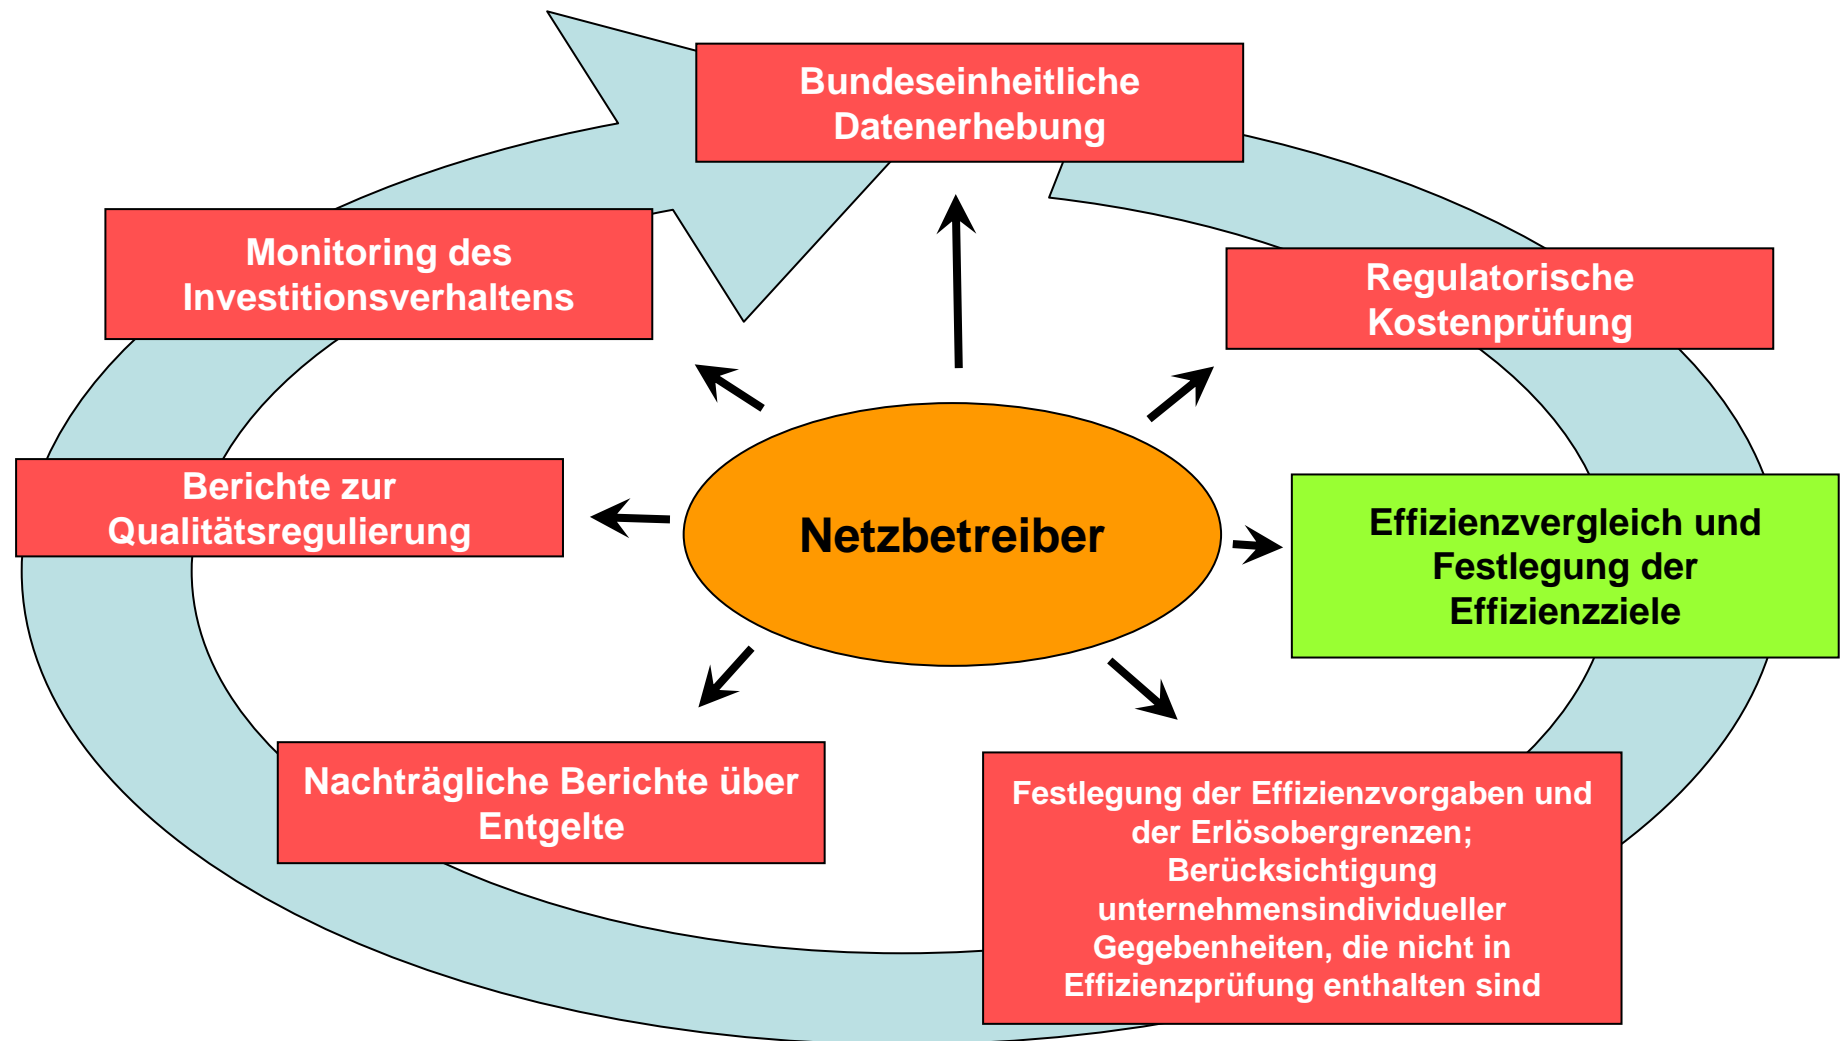 Bundeseinheitliche
Datenerhebung
Monitoring des
Investitionsverhaltens
Regulatorische
Kostenprüfung
Berichte zur
Qualitätsregulierung
Netzbetreiber
Effizienzvergleich und
Festlegung der
Effizienzziele
Nachträgliche Berichte über
Entgelte
Festlegung der Effizienzvorgaben und
der Erlösobergrenzen;
Berücksichtigung
unternehmensindividueller
Gegebenheiten, die nicht in
Effizienzprüfung enthalten sind